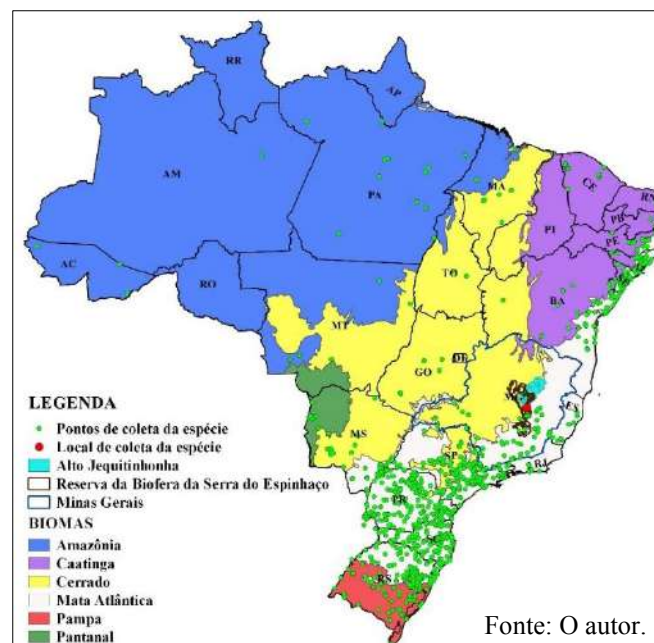 RR
AP
AM
PA
MA
CE
RN
PB
PE
PI
AC
RO
TO
BA
MT
GO
DF
MS
ES
SP
RJ
PR
SC
RS
LEGENDA
Pontos de coleta da espécie
Local de coleta da espécie
Alto Jequitinhonha
Reserva da Biofera da Serra do Espinhaço
Minas Gerais
BIOMAS
Amazônia
Caatinga
Cerrado
Mata Atlântica
Pampa
Pantanal
Fonte: O autor.